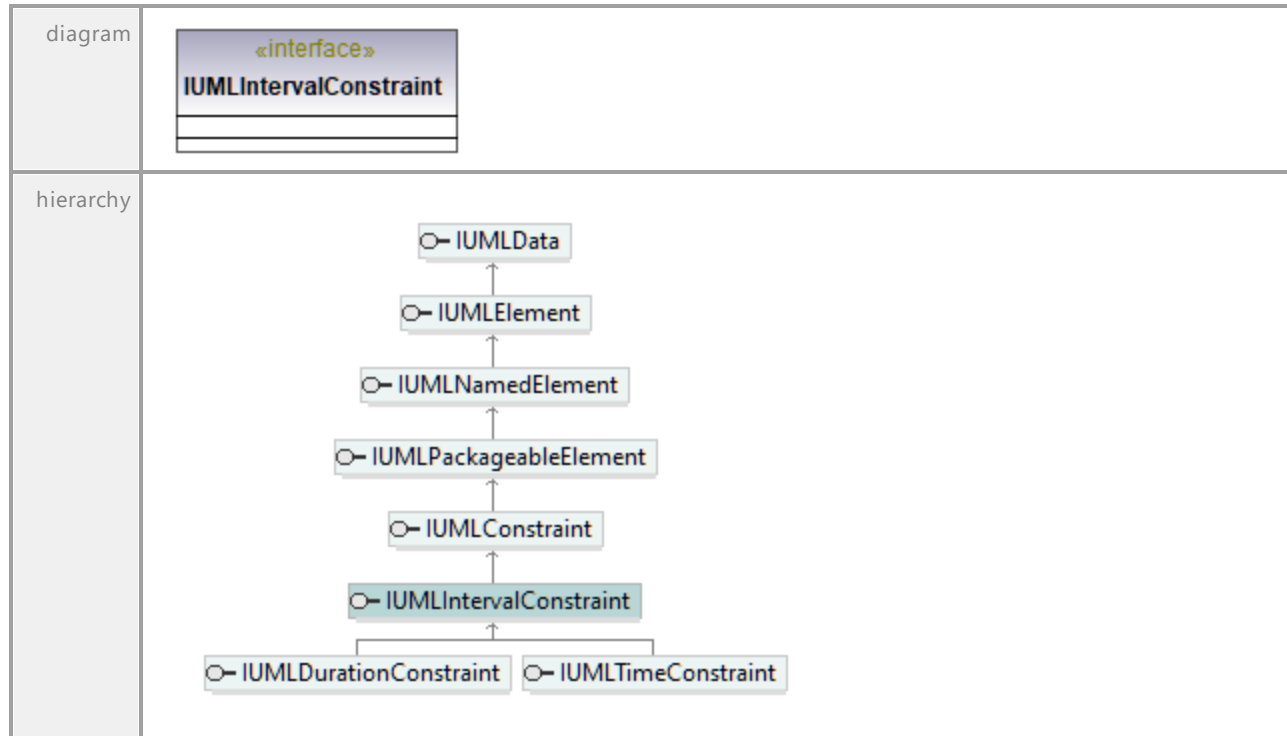 diagram
«interface»
IUMLIntervalConstraint
hierarchy
IUMLData
IUMLElement
IUMLNamedElement
IUMLPackageableElement
IUMLConstraint
IUMLIntervalConstraint
IUMLDurationConstraint IUMLTimeConstraint